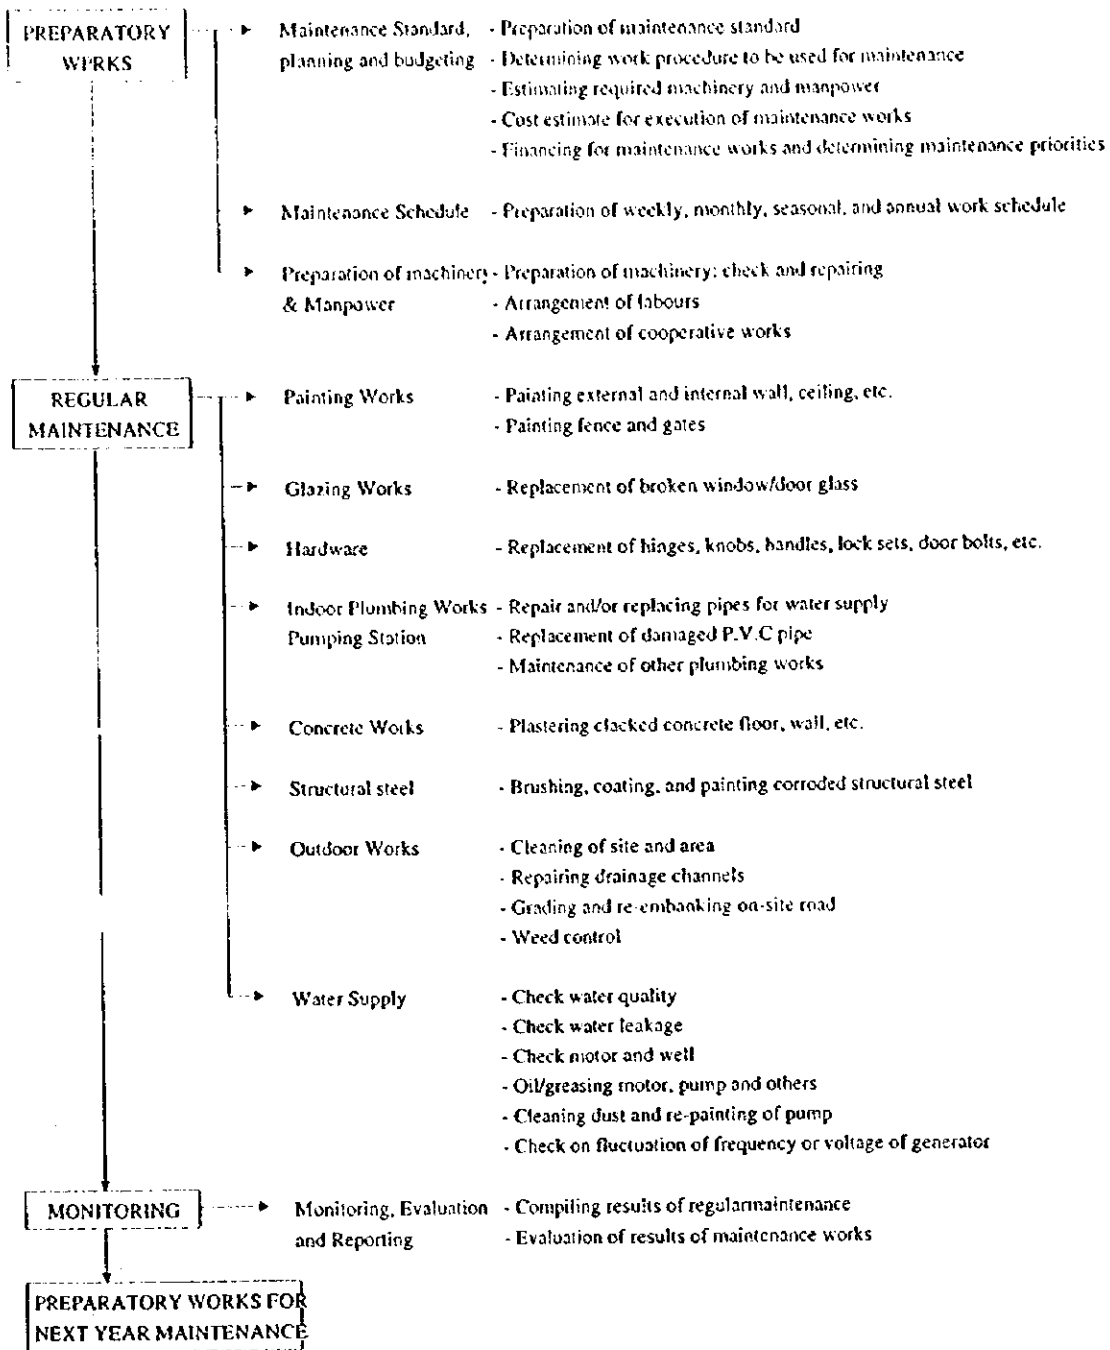 PREPARATORY
WPRKS
Maintenance Standard,
planning and budgeting
- Preparation of maintenance standard
- Determining work procedure to be used for maintenance
- Estimating required machinery and manpower
- Cost estimate for execution of maintenance works
- Financing for maintenance works and determining maintenance priorities
Maintenance Schedule
- Preparation of weekly, monthly, seasonal, and annual work schedule
Preparation of machinery
& Manpower
- Preparation of machinery: check and repairing
- Arrangement of labours
- Arrangement of cooperative works
REGULAR
MAINTENANCE
Painting Works
- Painting external and internal wall, ceiling, etc.
- Painting fence and gates
Glazing Works
- Replacement of broken window/door glass
Hardware
- Replacement of hinges, knobs, handles, lock sets, door bolts, etc.
Indoor Plumbing Works
Pumping Station
- Repair and/or replacing pipes for water supply
- Replacement of damaged P.V.C pipe
- Maintenance of other plumbing works
Concrete Works
- Plastering clacked concrete floor, wall, etc.
Structural steel
- Brushing, coating, and painting corroded structural steel
Outdoor Works
- Cleaning of site and area
- Repairing drainage channels
- Grading and re-embanking on-site road
- Weed control
Water Supply
- Check water quality
- Check water leakage
- Check motor and well
- Oil/greasing motor, pump and others
- Cleaning dust and re-painting of pump
- Check on fluctuation of frequency or voltage of generator
MONITORING
Monitoring, Evaluation
and Reporting
- Compiling results of regularmaintenance
- Evaluation of results of maintenance works
PREPARATORY WORKS FOR
NEXT YEAR MAINTENANCE